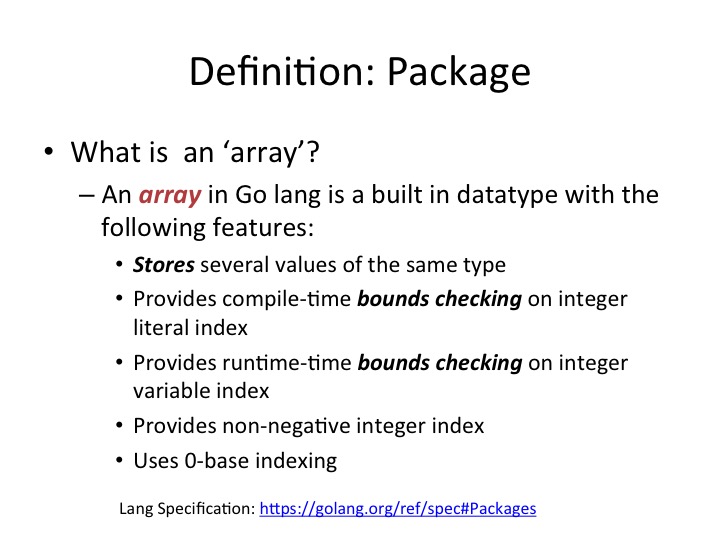 Definition: Package
• What is  an ‘array’?
– An array in Go lang is a built in datatype with the
following features:
• Stores several values of the same type
• Provides compile-time bounds checking on integer
literal index
• Provides runtime-time bounds checking on integer
variable index
• Provides non-negative integer index
• Uses 0-base indexing
Lang Specification: https://golang.org/ref/spec#Packages